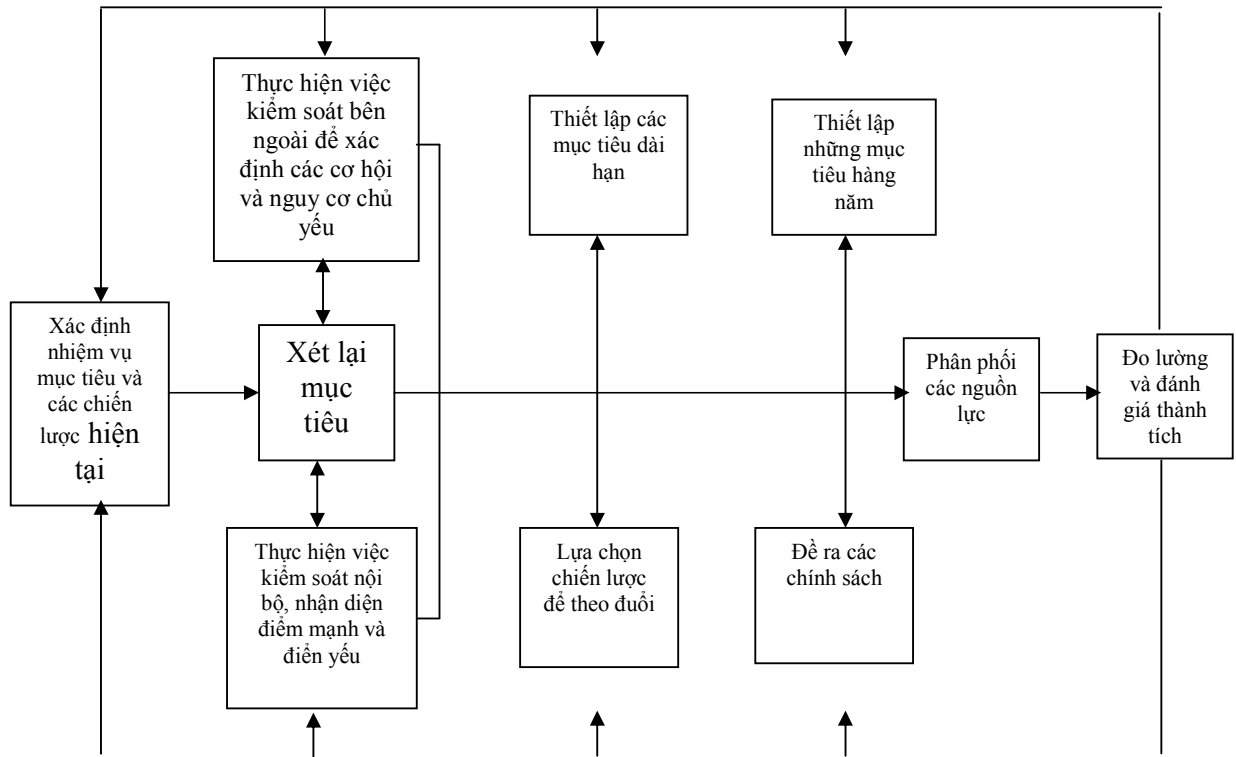 Thực hiện việc
kiểm soát bên
ngoài để xác
định các cơ hội
và nguy cơ chủ
yếu
Thiết lập các
mục tiêu dài
hạn
Thiết lập
những mục
tiêu hàng
năm
Xác định
nhiệm vụ
mục tiêu và
các chiến
lược hiện
tại
Xét lại
mục
tiêu
Phân phối
các nguồn
lực
Đo lường
và đánh
giá thành
tích
Thực hiện việc
kiểm soát nội
bộ, nhận diện
điểm mạnh và
điển yếu
Lựa chọn
chiến lược
để theo đuổi
Đề ra các
chính sách